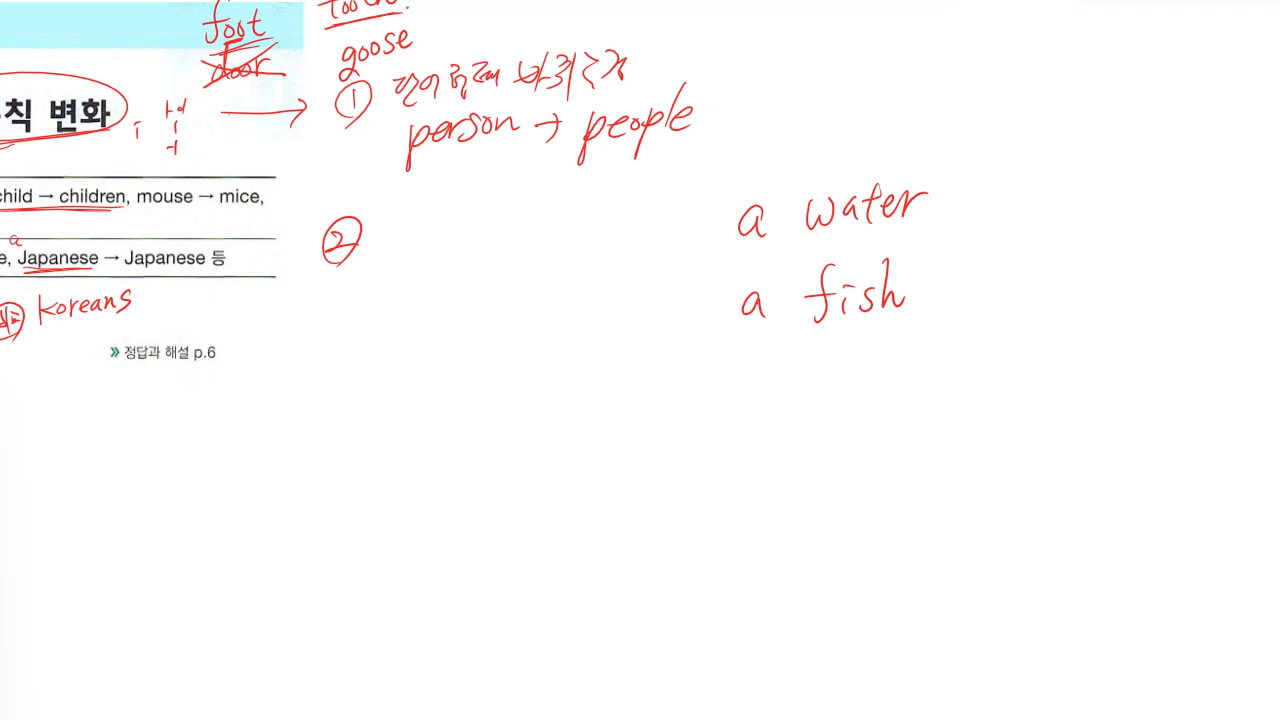 foot
goose
① 단어 형태 바뀌는거
person → people
칙 변화
child → children, mouse → mice,
②
a water
a
e, Japanese → Japanese 등
a fish
Koreans
» 정답과 해설 p.6